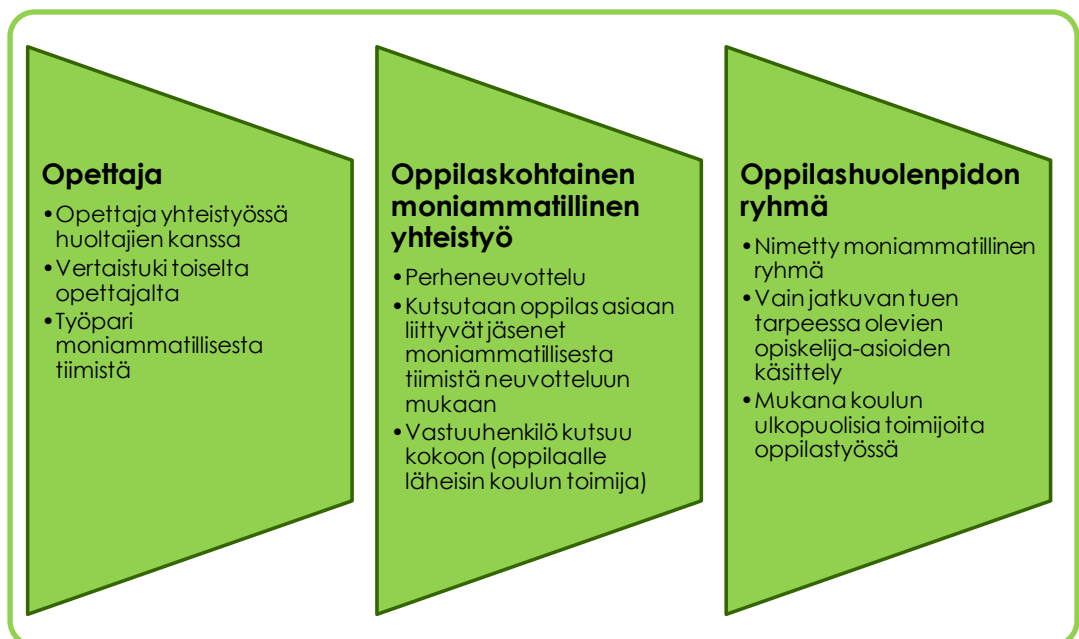 Opettaja
•Opettaja yhteistyössä
huoltajien kanssa
•Vertaistuki toiselta
opettajalta
•Työpari
moniammatillisesta
tiimistä
Oppilaskohtainen
moniammatillinen
yhteistyö
•Perheneuvottelu
•Kutsutaan oppilas asiaan
liittyvät jäsenet
moniammatillisesta
tiimistä neuvotteluun
mukaan
•Vastuuhenkilö kutsuu
kokoon (oppilaalle
läheisin koulun toimija)
Oppilashuolenpidon
ryhmä
•Nimetty moniammatillinen
ryhmä
•Vain jatkuvan tuen
tarpeessa olevien
opiskelija-asioiden
käsittely
•Mukana koulun
ulkopuolisia toimijoita
oppilastyössä